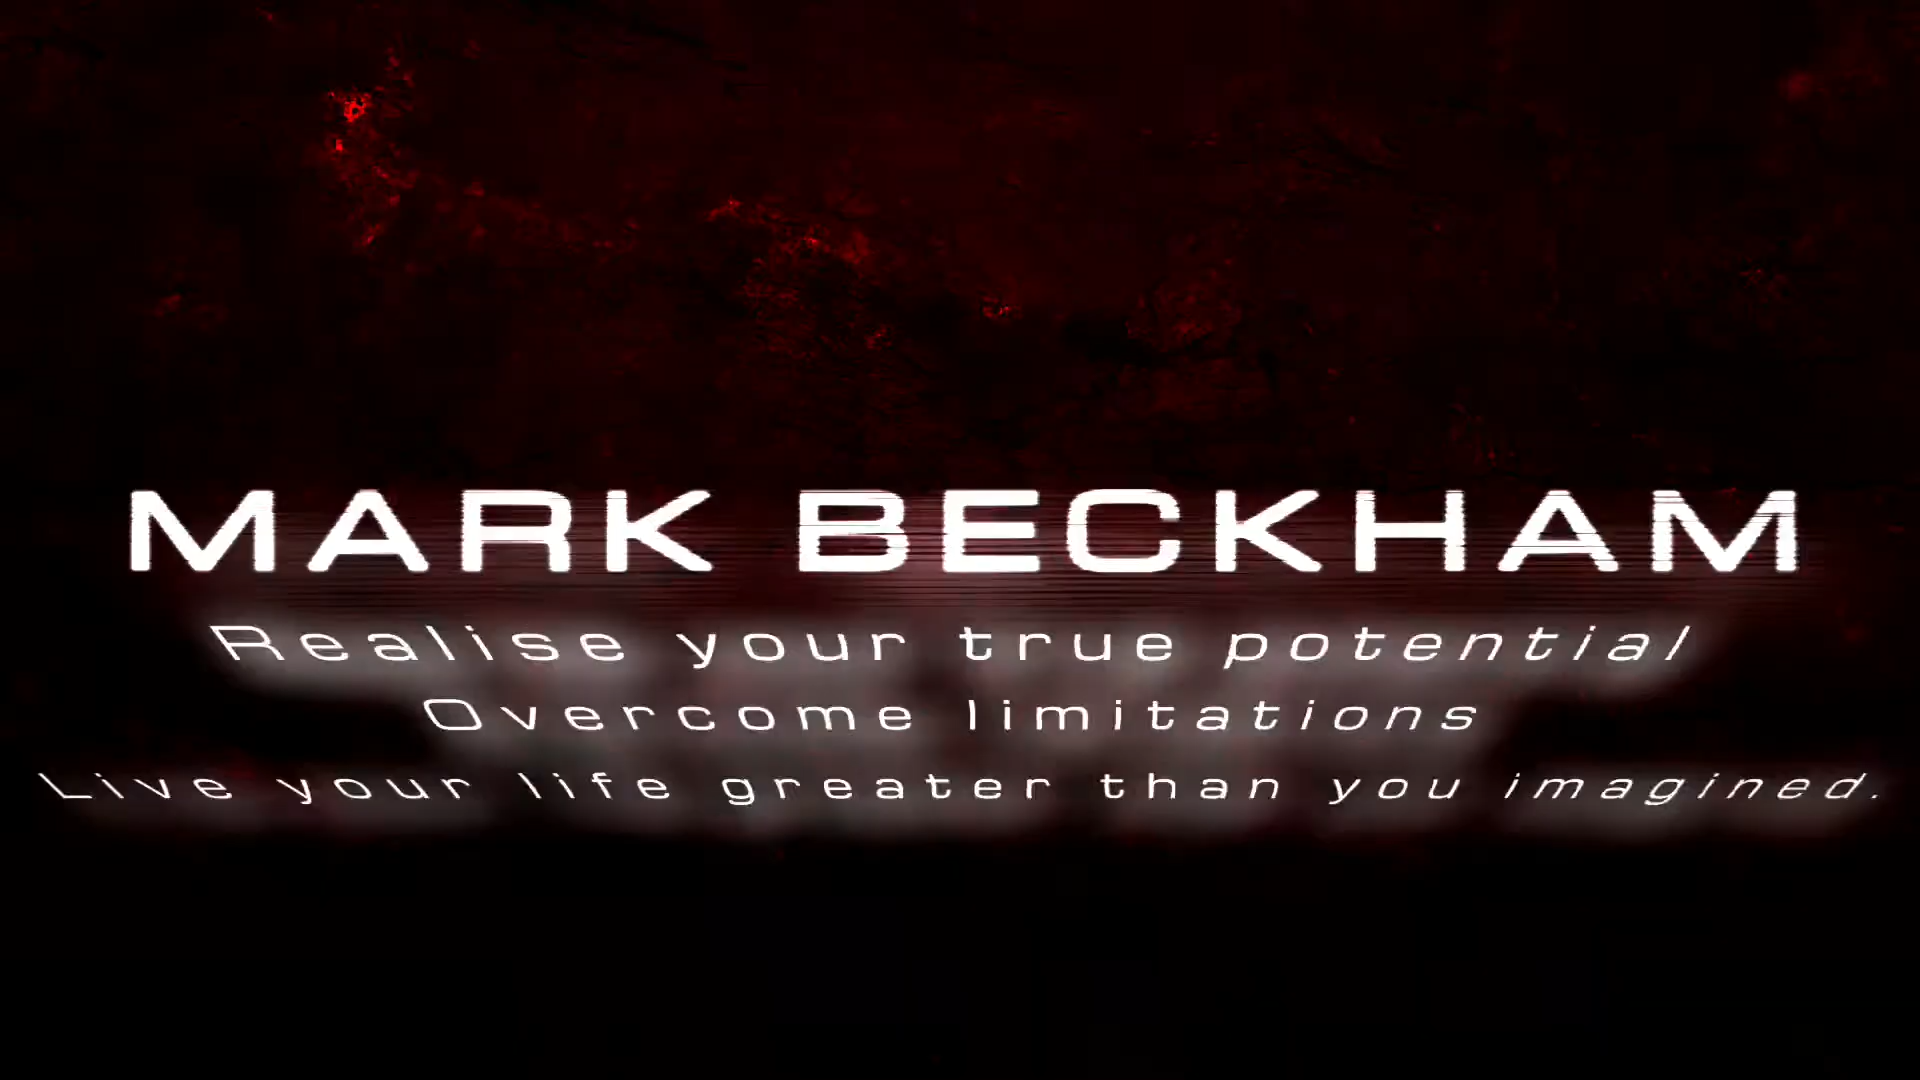 MARK BECKHAM
Realise your true potential
Overcome limitations
Live your life greater than you imagined.